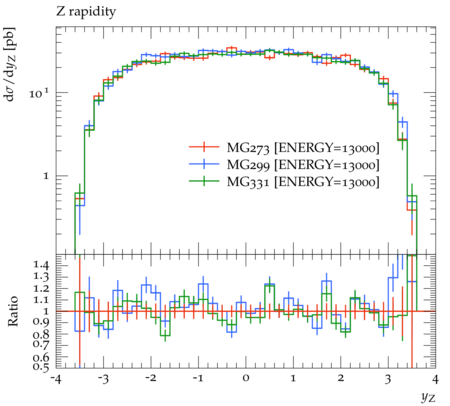 Z rapidity
dσ/dy_Z [pb]
10¹
1
MG273 [ENERGY=13000]
MG299 [ENERGY=13000]
MG331 [ENERGY=13000]
Ratio
1.4
1.3
1.2
1.1
1
0.9
0.8
0.7
0.6
0.5
-4 -3 -2 -1 0 1 2 3 4
y_Z